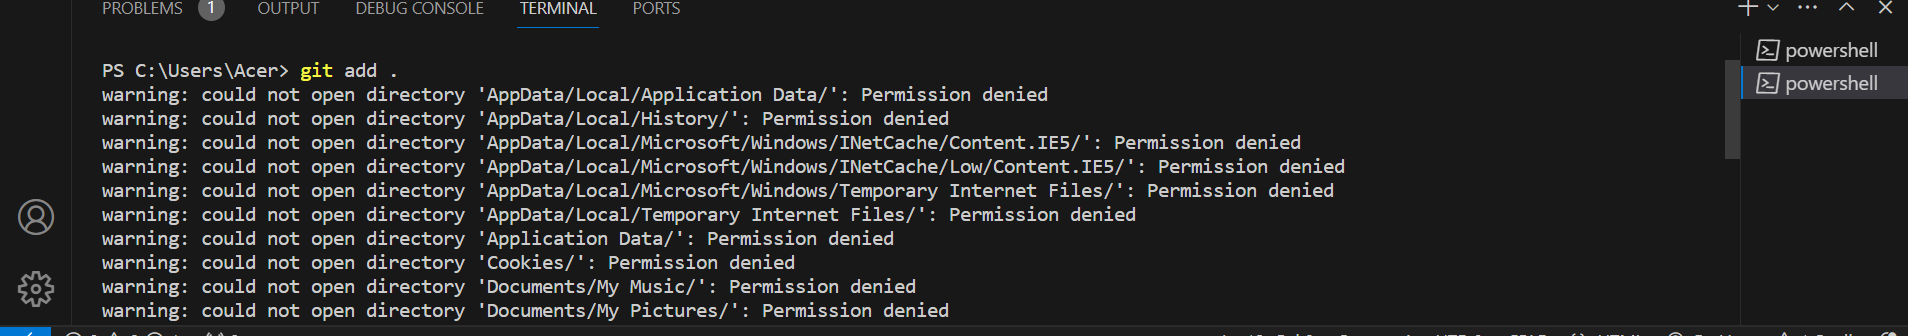 PROBLEMS 1 OUTPUT DEBUG CONSOLE TERMINAL PORTS
powershell
powershell
PS C:\Users\Acer> git add .
warning: could not open directory 'AppData/Local/Application Data/': Permission denied
warning: could not open directory 'AppData/Local/History/': Permission denied
warning: could not open directory 'AppData/Local/Microsoft/Windows/INetCache/Content.IE5/': Permission denied
warning: could not open directory 'AppData/Local/Microsoft/Windows/INetCache/Low/Content.IE5/': Permission denied
warning: could not open directory 'AppData/Local/Microsoft/Windows/Temporary Internet Files/': Permission denied
warning: could not open directory 'AppData/Local/Temporary Internet Files/': Permission denied
warning: could not open directory 'Application Data/': Permission denied
warning: could not open directory 'Cookies/': Permission denied
warning: could not open directory 'Documents/My Music/': Permission denied
warning: could not open directory 'Documents/My Pictures/': Permission denied